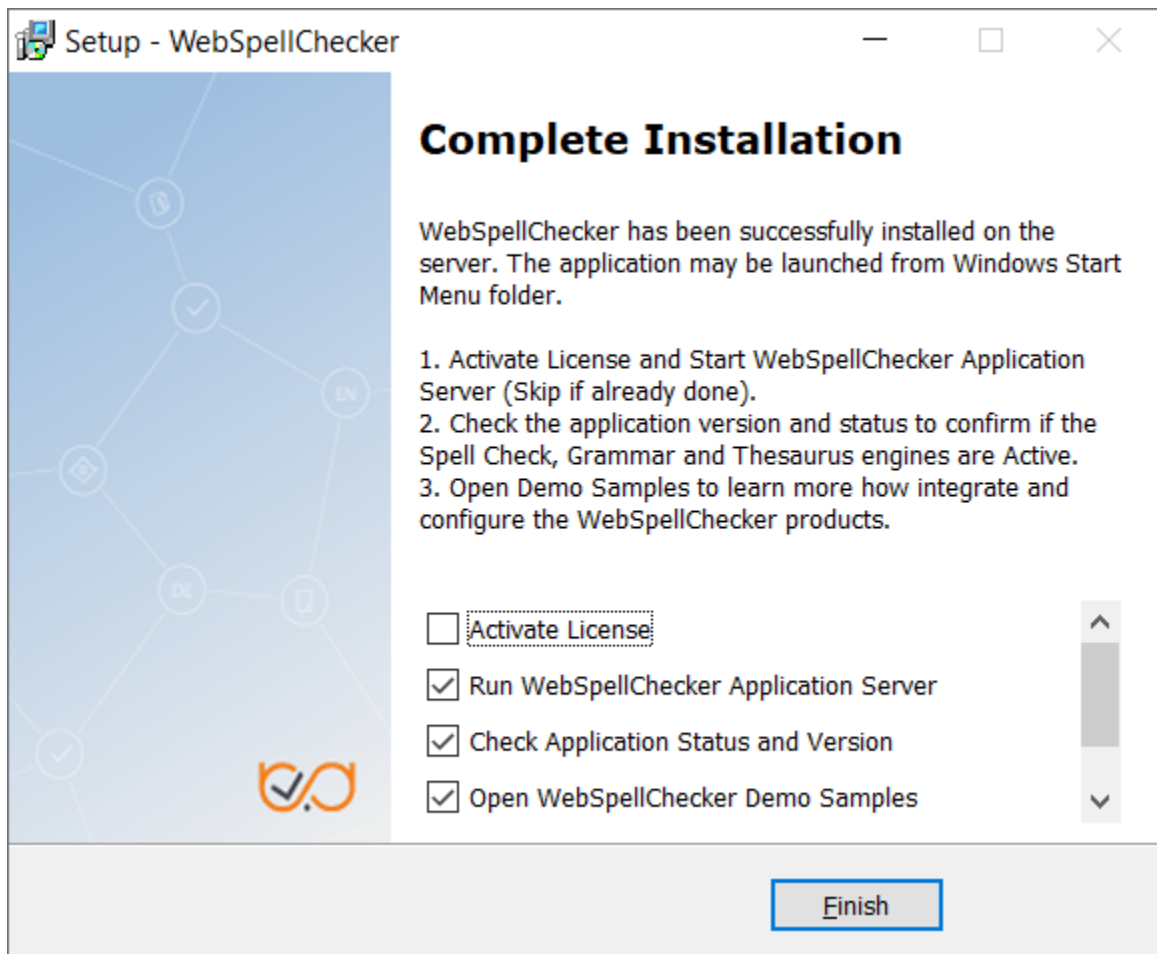 Setup - WebSpellChecker
Complete Installation
WebSpellChecker has been successfully installed on the
server. The application may be launched from Windows Start
Menu folder.
1. Activate License and Start WebSpellChecker Application
Server (Skip if already done).
2. Check the application version and status to confirm if the
Spell Check, Grammar and Thesaurus engines are Active.
3. Open Demo Samples to learn more how integrate and
configure the WebSpellChecker products.
EN
DE
Activate License
Run WebSpellChecker Application Server
Check Application Status and Version
Open WebSpellChecker Demo Samples
Finish